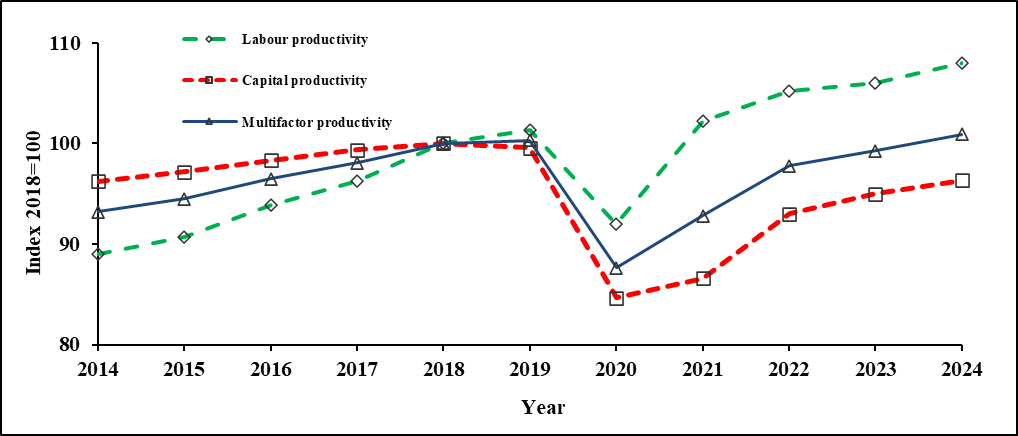 Labour productivity
Capital productivity
Multifactor productivity
Index 2018=100
110
100
90
80
2014 2015 2016 2017 2018 2019 2020 2021 2022 2023 2024
Year